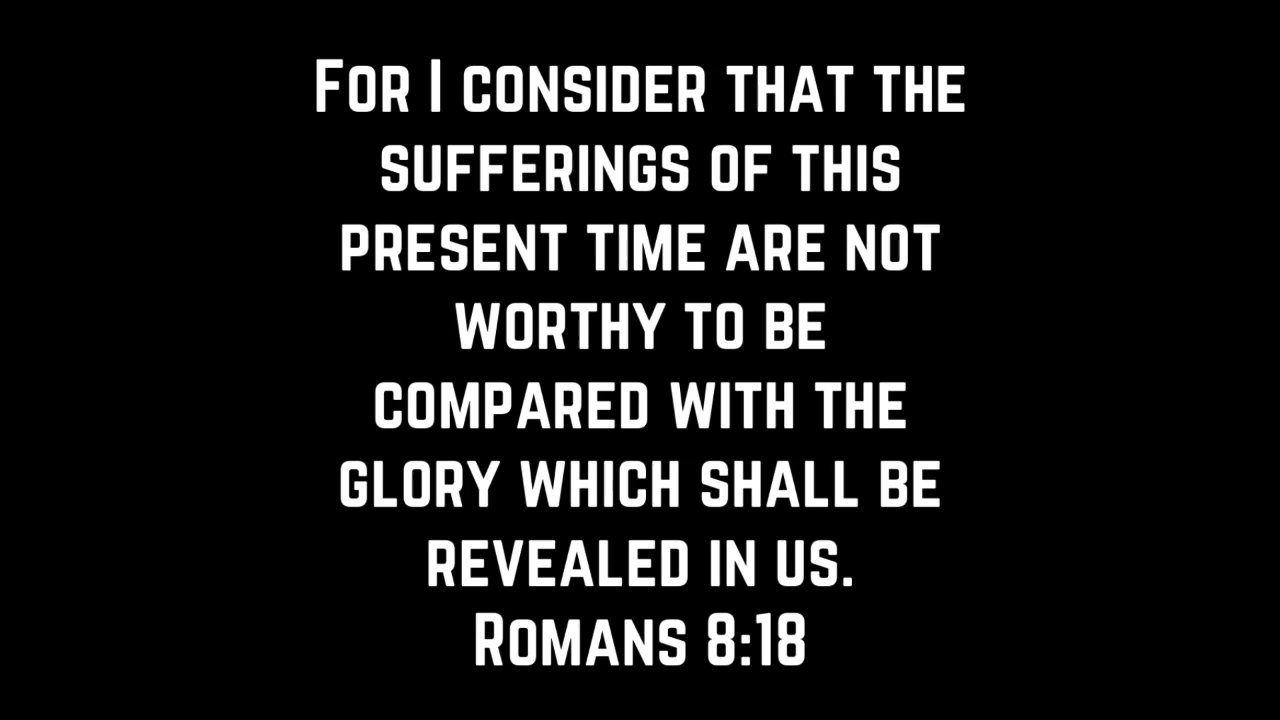 For I consider that the
sufferings of this
present time are not
worthy to be
compared with the
glory which shall be
revealed in us.
Romans 8:18